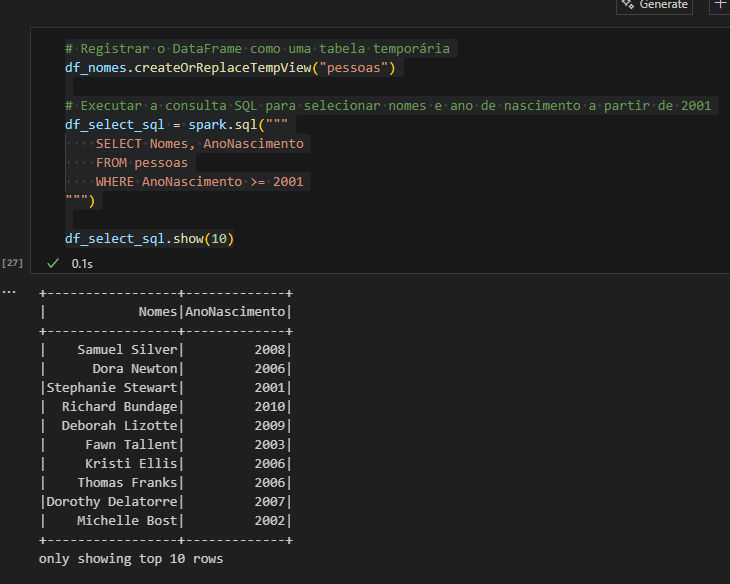 Generate
# Registrar o DataFrame como uma tabela temporária
df_nomes.createOrReplaceTempView("pessoas")
# Executar a consulta SQL para selecionar nomes e ano de nascimento a partir de 2001
df_select_sql = spark.sql("""
    SELECT Nomes, AnoNascimento
    FROM pessoas
    WHERE AnoNascimento >= 2001
""")
df_select_sql.show(10)
[27] 0.1s
+-----------------+-------------+
|            Nomes|AnoNascimento|
+-----------------+-------------+
|    Samuel Silver|         2008|
|      Dora Newton|         2006|
|Stephanie Stewart|         2001|
|  Richard Bundage|         2010|
|  Deborah Lizotte|         2009|
|     Fawn Tallent|         2003|
|     Kristi Ellis|         2006|
|    Thomas Franks|         2006|
|Dorothy Delatorre|         2007|
|    Michelle Bost|         2002|
+-----------------+-------------+
only showing top 10 rows